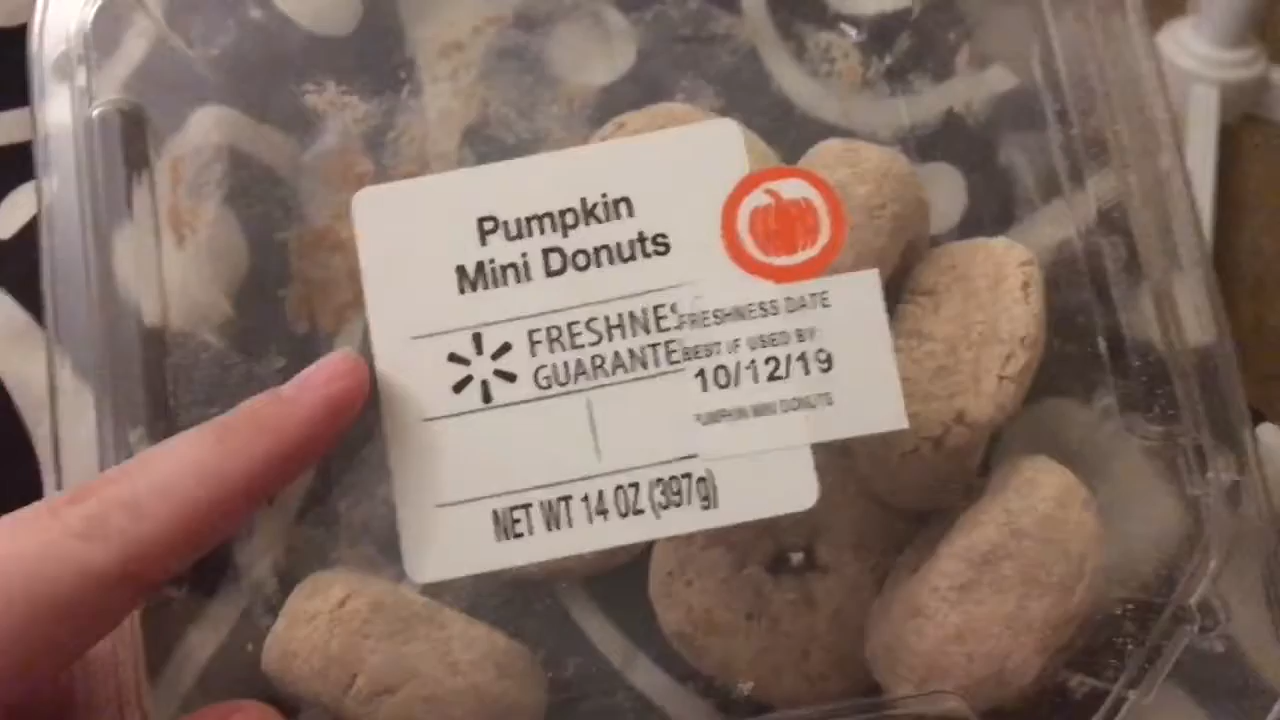 Pumpkin
Mini Donuts
FRESHNES
GUARANTE
FRESHNESS DATE
BEST IF USED BY:
10/12/19
PUMPKIN MINI DONUTS
NET WT 14 OZ (397g)